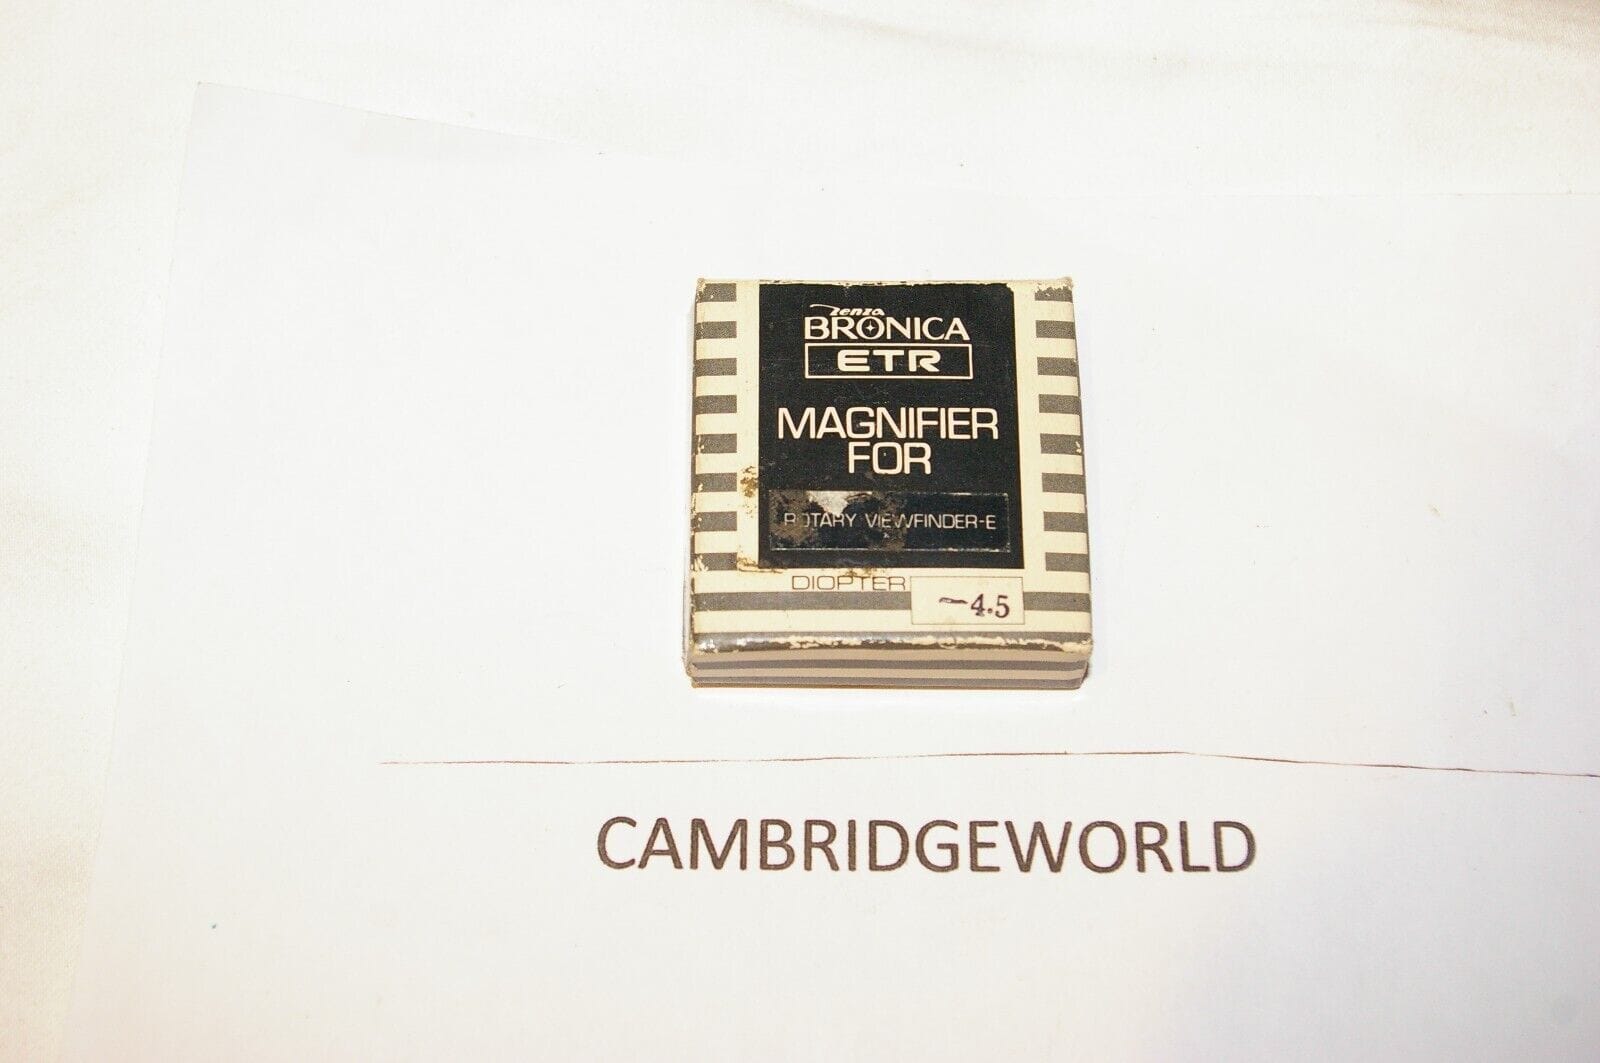 Zenza
BRONICA
ETR
MAGNIFIER
FOR
ROTARY VIEWFINDER-E
DIOPTER -4.5
CAMBRIDGEWORLD